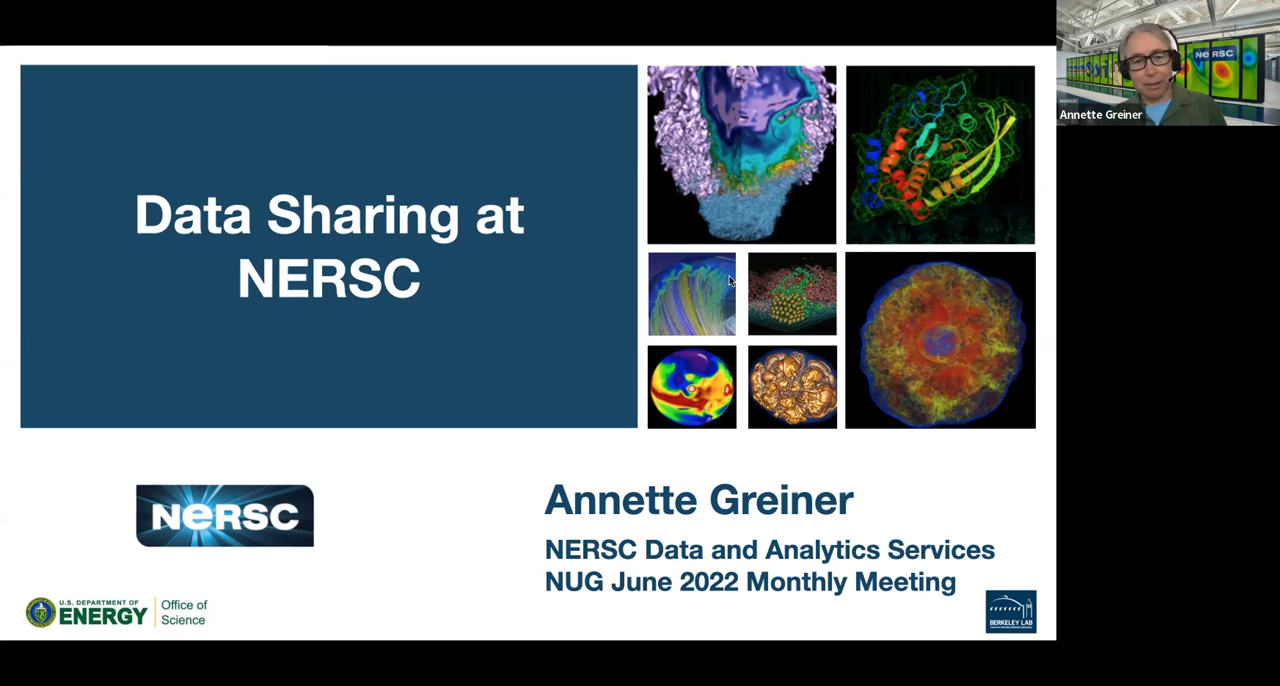 Data Sharing at
NERSC
Annette Greiner
NERSC Data and Analytics Services
NUG June 2022 Monthly Meeting
NERSC
U.S. DEPARTMENT OF
ENERGY
Office of
Science
BERKELEY LAB
NERSC
Annette Greiner